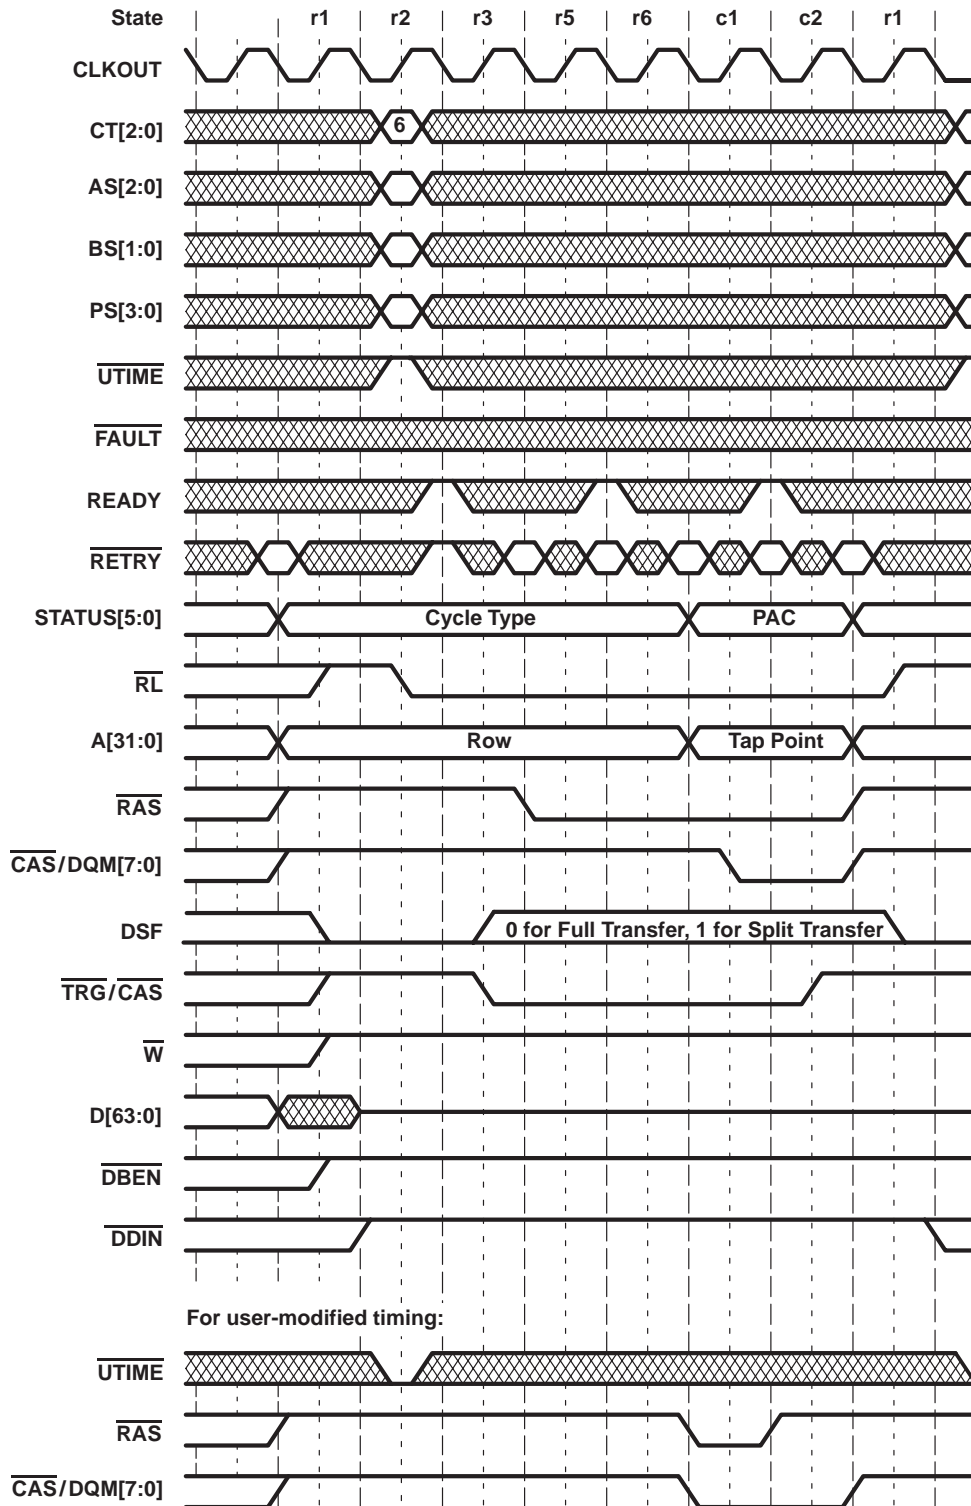 State r1 r2 r3 r5 r6 c1 c2 r1
CLKOUT
CT[2:0] 6
AS[2:0]
BS[1:0]
PS[3:0]
UTIME
FAULT
READY
RETRY
STATUS[5:0] Cycle Type PAC
RL
A[31:0] Row Tap Point
RAS
CAS/DQM[7:0]
DSF 0 for Full Transfer, 1 for Split Transfer
TRG/CAS
W
D[63:0]
DBEN
DDIN
For user-modified timing:
UTIME
RAS
CAS/DQM[7:0]